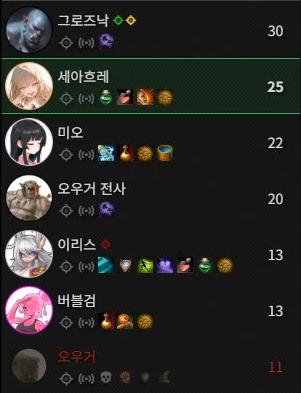 그로즈낙 30
세아흐레 25
미오 22
오우거 전사 20
이리스 13
버블검 13
오우거 11